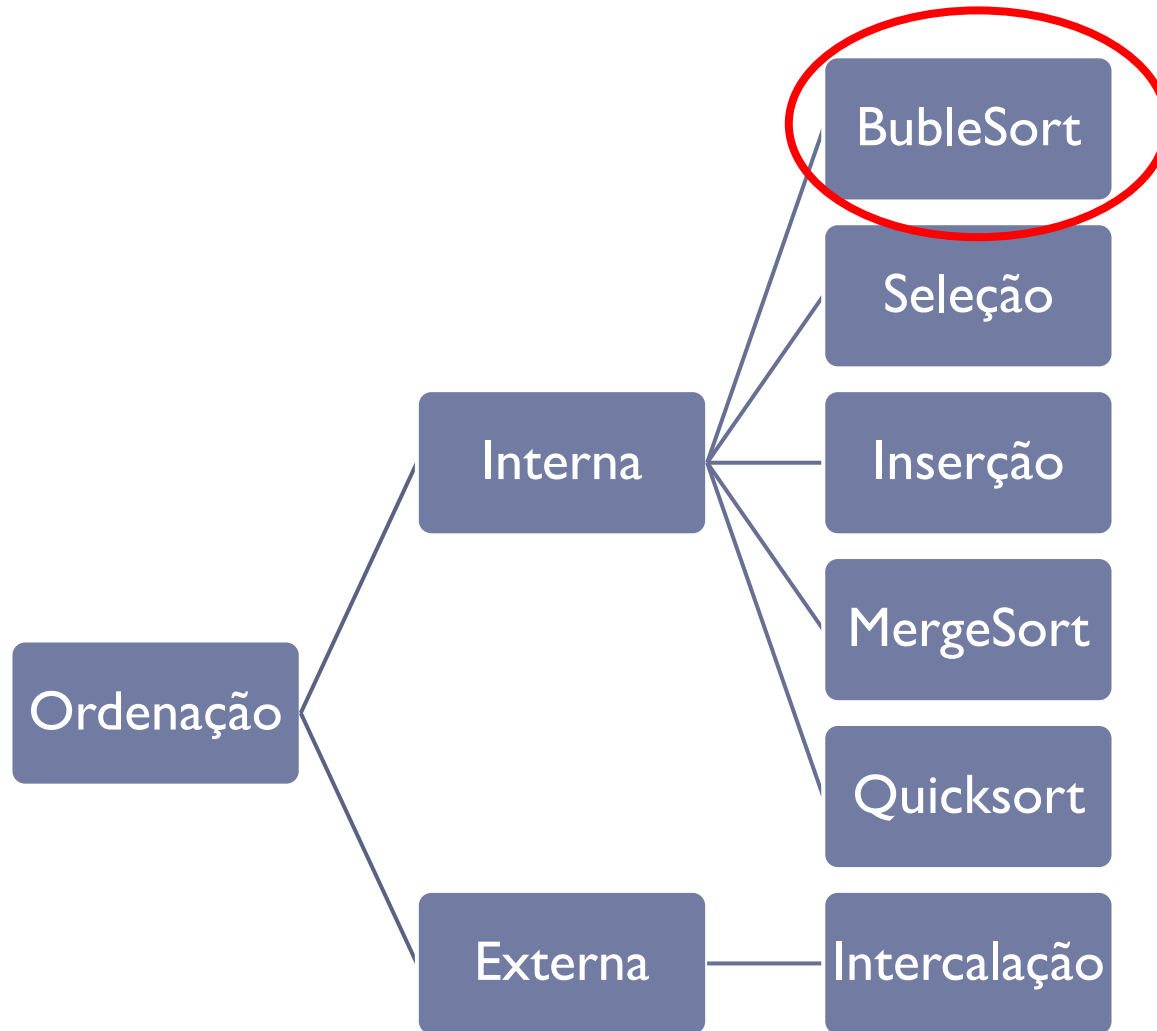 BubleSort
Seleção
Interna
Inserção
MergeSort
Ordenação
Quicksort
Externa
Intercalação